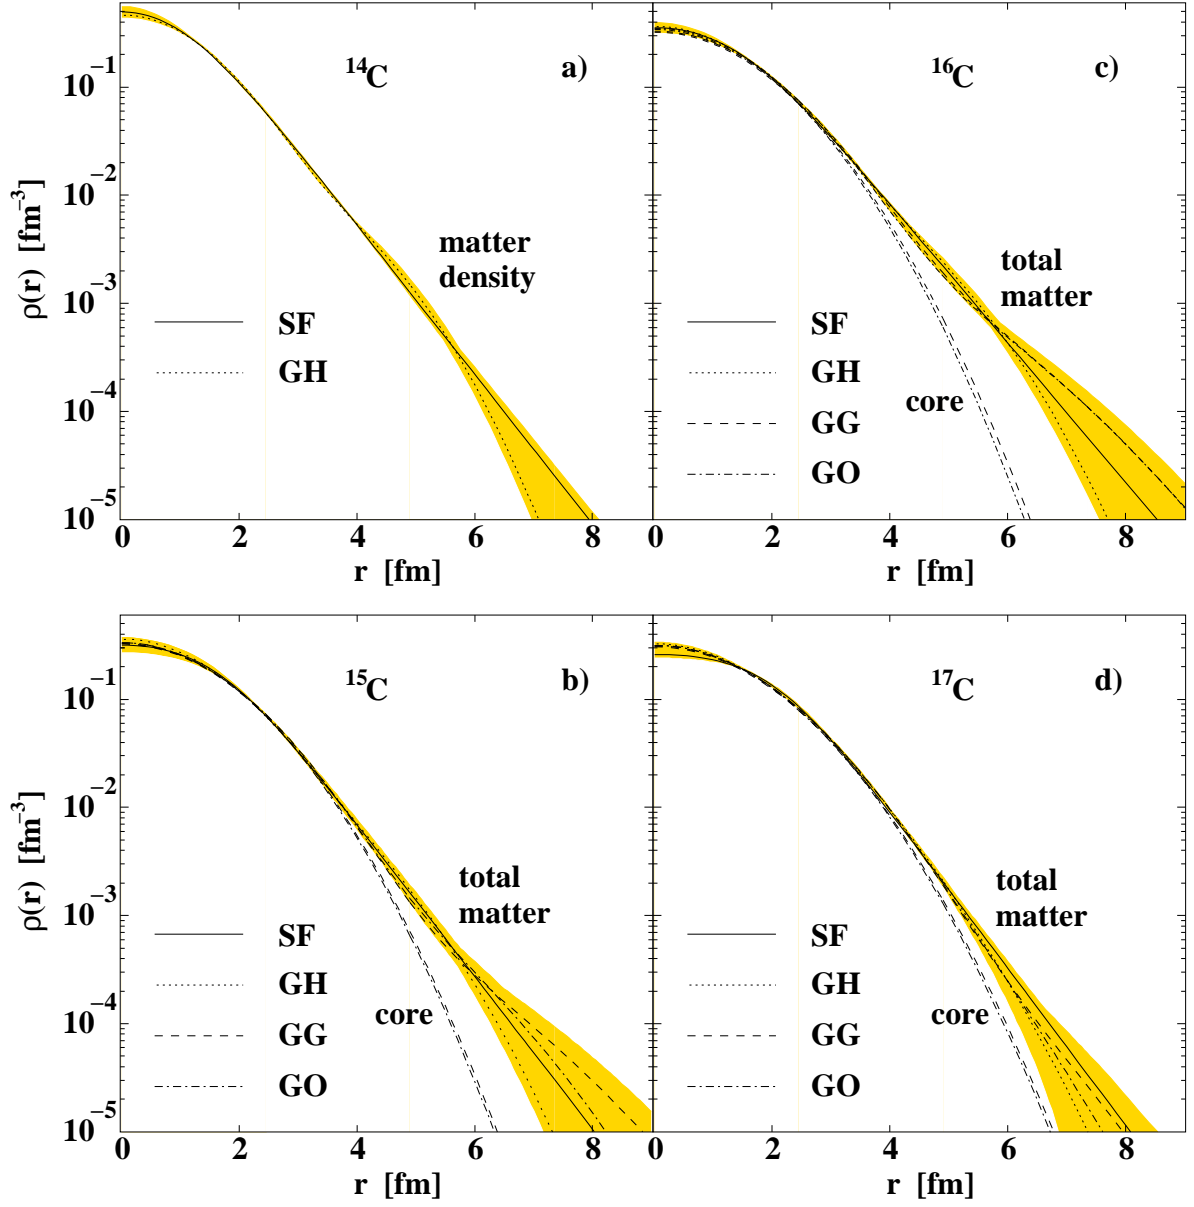 ¹⁴C a)
10⁻¹
10⁻²
10⁻³
10⁻⁴
10⁻⁵
ρ(r) [fm⁻³]
matter
density
SF
GH
0 2 4 6 8
r [fm]
¹⁶C c)
total
matter
SF
GH
GG
GO
core
0 2 4 6 8
r [fm]
¹⁵C b)
10⁻¹
10⁻²
10⁻³
10⁻⁴
10⁻⁵
ρ(r) [fm⁻³]
total
matter
SF
GH
GG
GO
core
0 2 4 6 8
r [fm]
¹⁷C d)
total
matter
SF
GH
GG
GO
core
0 2 4 6 8
r [fm]